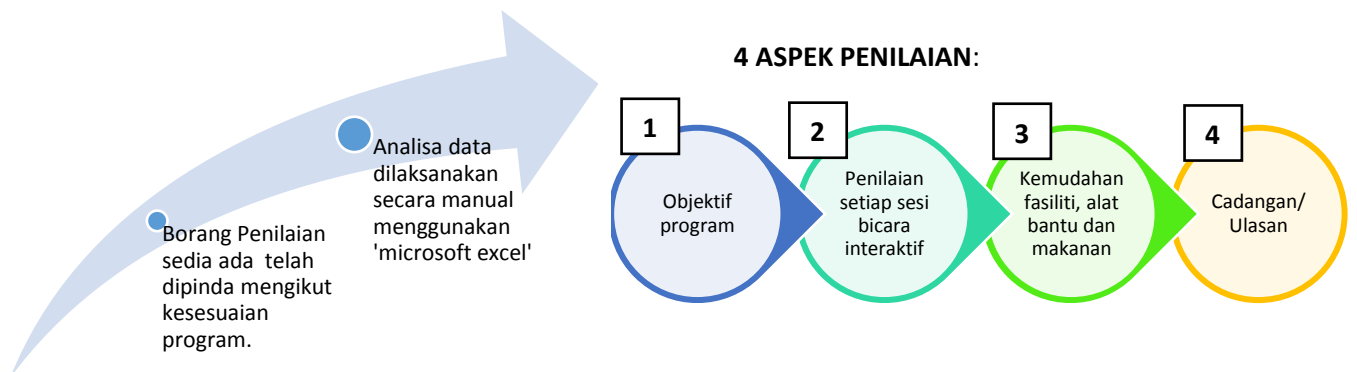 Borang Penilaian
sedia ada telah
dipinda mengikut
kesesuaian
program.
Analisa data
dilaksanakan
secara manual
menggunakan
'microsoft excel'
4 ASPEK PENILAIAN:
1
Objektif
program
2
Penilaian
setiap sesi
bicara
interaktif
3
Kemudahan
fasiliti, alat
bantu dan
makanan
4
Cadangan/
Ulasan